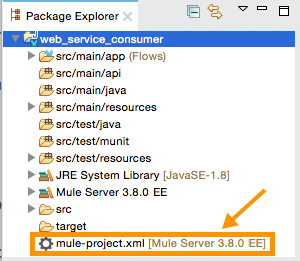 Package Explorer
web_service_consumer
src/main/app (Flows)
src/main/api
src/main/java
src/main/resources
src/test/java
src/test/munit
src/test/resources
JRE System Library [JavaSE-1.8]
Mule Server 3.8.0 EE
src
target
mule-project.xml [Mule Server 3.8.0 EE]